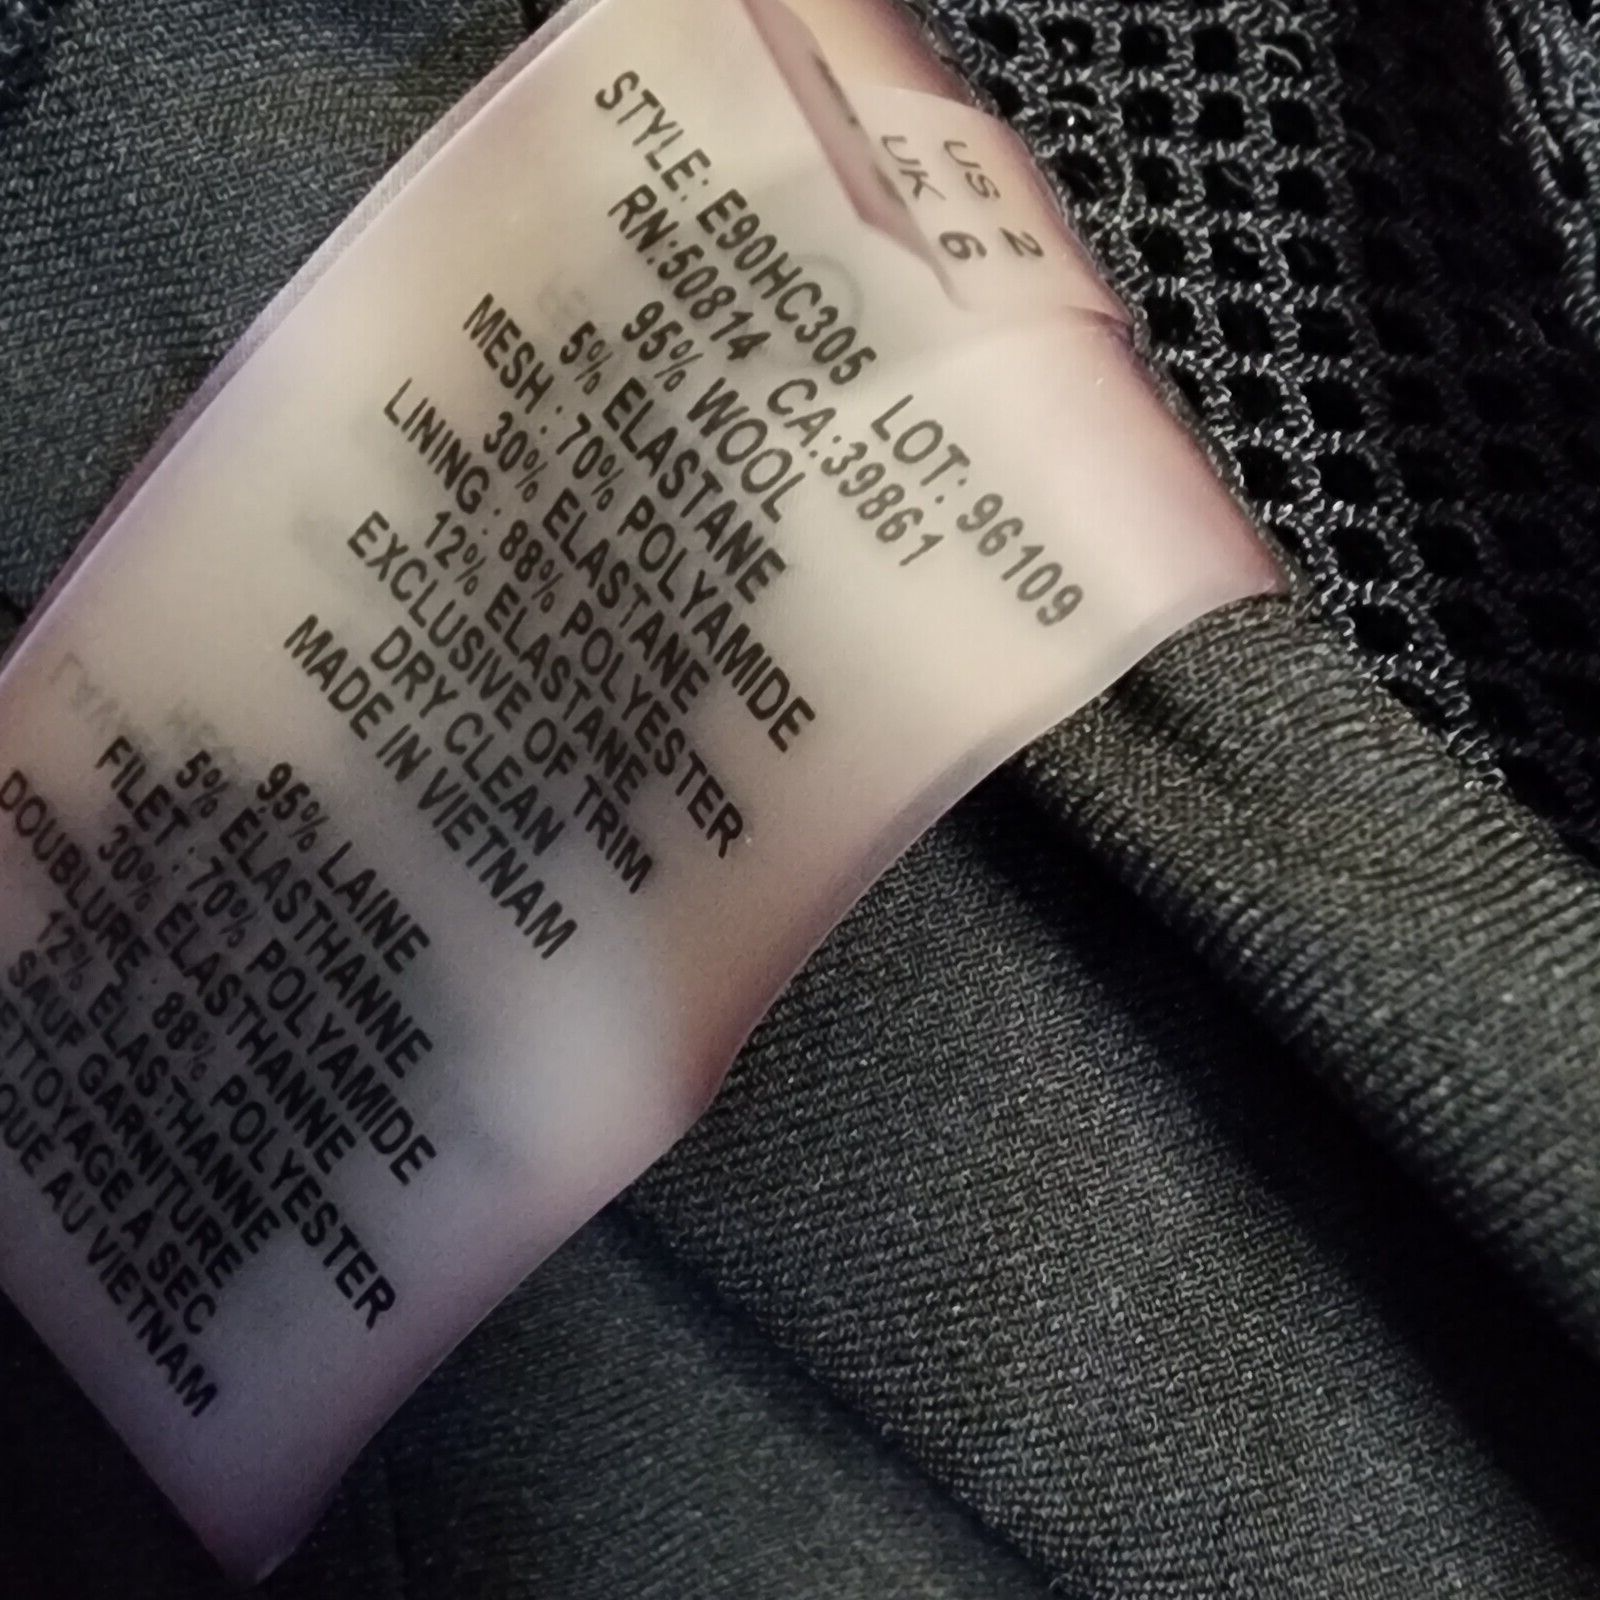 US 2
UK 6
STYLE: E90HC305 LOT: 96109
RN:50814 CA:39861
95% WOOL
5% ELASTANE
MESH : 70% POLYAMIDE
30% ELASTANE
LINING : 88% POLYESTER
12% ELASTANE
EXCLUSIVE OF TRIM
DRY CLEAN
MADE IN VIETNAM
95% LAINE
5% ELASTHANNE
FILET : 70% POLYAMIDE
30% ELASTHANNE
DOUBLURE : 88% POLYESTER
12% ELASTHANNE
SAUF GARNITURE
ETTOYAGE A SEC
QUE AU VIETNAM